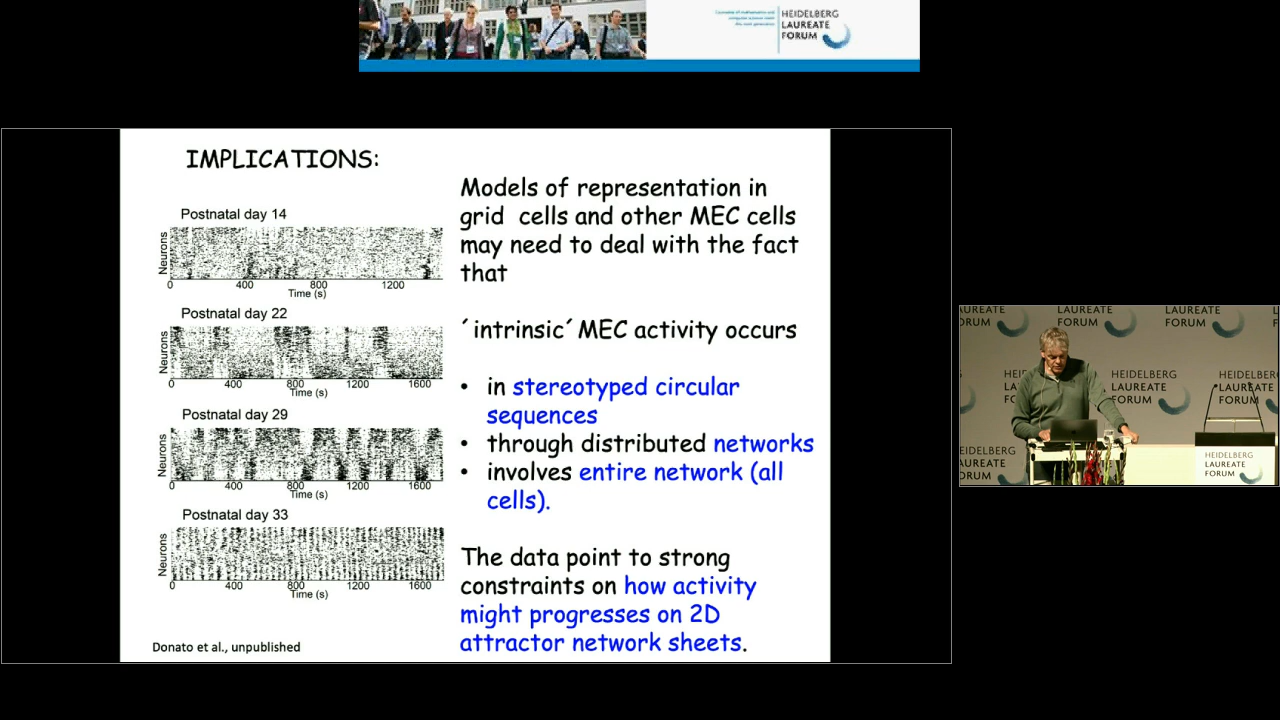 HEIDELBERG
LAUREATE
FORUM
IMPLICATIONS:
Postnatal day 14
Neurons
0 400 800 1200
Time (s)
Postnatal day 22
Neurons
0 400 800 1200 1600
Time (s)
Postnatal day 29
Neurons
0 400 800 1200 1600
Time (s)
Postnatal day 33
Neurons
0 400 800 1200 1600
Time (s)
Donato et al., unpublished
Models of representation in
grid cells and other MEC cells
may need to deal with the fact
that
´intrinsic´ MEC activity occurs
• in stereotyped circular
sequences
• through distributed networks
• involves entire network (all
cells).
The data point to strong
constraints on how activity
might progresses on 2D
attractor network sheets.
AUREATE
ORUM
LAUREATE
FORUM
LAUREATE
FORUM
HEIDELBERG
LAUREATE
FORUM
HEIDELBERG
LAUREATE
FORUM
HEIDELBERG
LAUREATE
FORUM